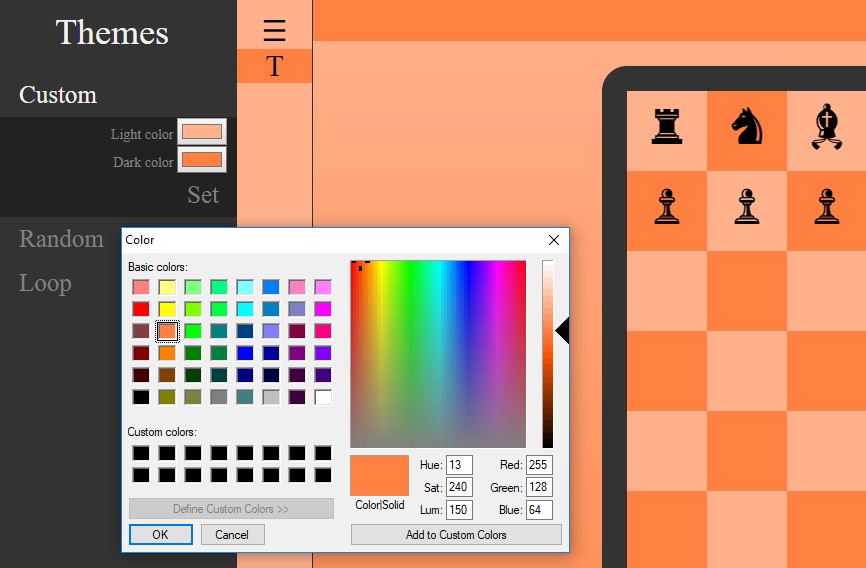 Themes
☰
T
Custom
Light color
Dark color
Set
Random
Loop
Color
Basic colors:
Custom colors:
Define Custom Colors >>
OK
Cancel
Color|Solid
Hue: 13
Sat: 240
Lum: 150
Red: 255
Green: 128
Blue: 64
Add to Custom Colors